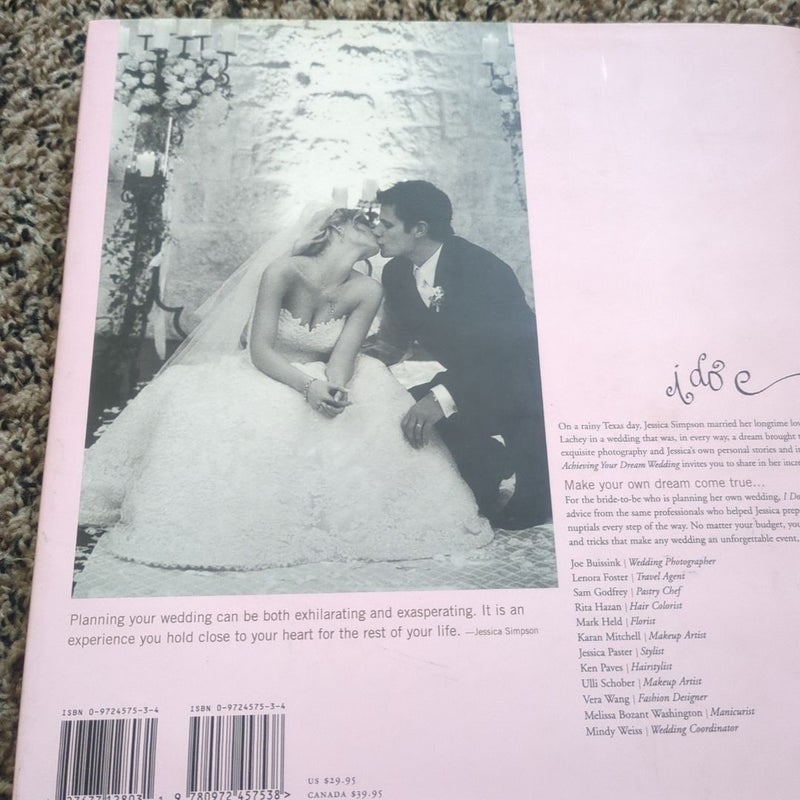 i do
On a rainy Texas day, Jessica Simpson married her longtime
Lachey in a wedding that was, in every way, a dream brought
exquisite photography and Jessica's own personal stories and
Achieving Your Dream Wedding invites you to share in her
Make your own dream come true...
For the bride-to-be who is planning her own wedding, I Do
advice from the same professionals who helped Jessica
nuptials every step of the way. No matter your budget,
and tricks that make any wedding an unforgettable event.
Joe Buissink | Wedding Photographer
Lenora Foster | Travel Agent
Sam Godfrey | Pastry Chef
Rita Hazan | Hair Colorist
Mark Held | Florist
Karan Mitchell | Makeup Artist
Jessica Paster | Stylist
Ken Paves | Hairstylist
Ulli Schober | Makeup Artist
Vera Wang | Fashion Designer
Melissa Bozant Washington | Manicurist
Mindy Weiss | Wedding Coordinator
Planning your wedding can be both exhilarating and exasperating. It is an
experience you hold close to your heart for the rest of your life. —Jessica Simpson
ISBN 0-9724575-3-4
ISBN 0-9724575-3-4
9 780972 457538 >
US $29.95
CANADA $39.95